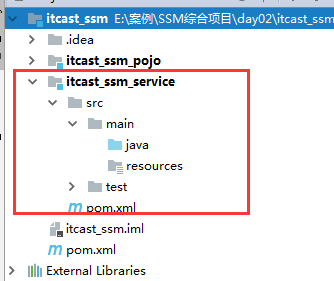 itcast_ssm E:\案例\SSM综合项目\day02\itcast_ssm
.idea
itcast_ssm_pojo
itcast_ssm_service
src
main
java
resources
test
pom.xml
itcast_ssm.iml
pom.xml
External Libraries